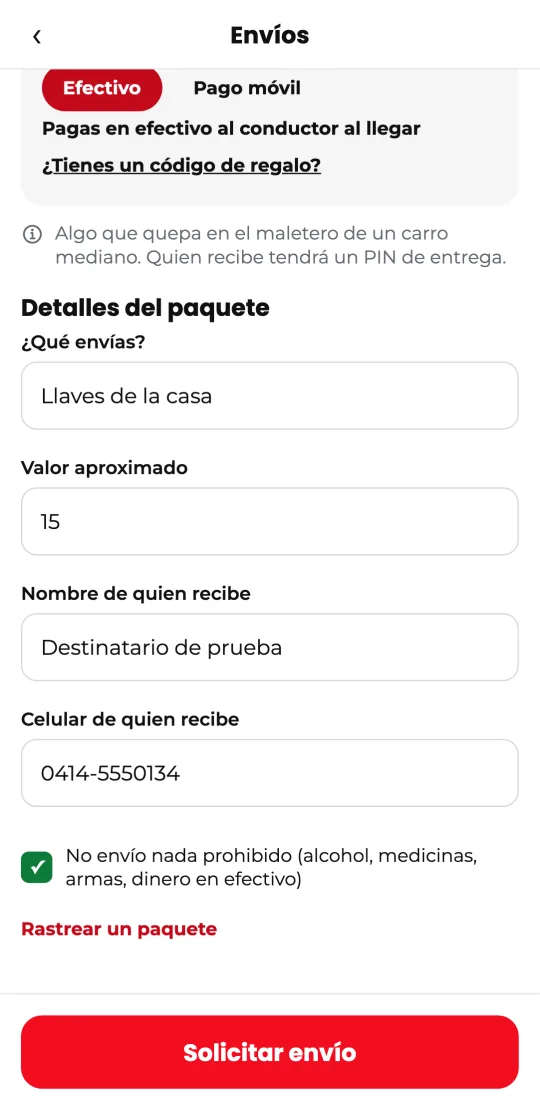 Envíos
Efectivo
Pago móvil
Pagas en efectivo al conductor al llegar
¿Tienes un código de regalo?
Algo que quepa en el maletero de un carro
mediano. Quien recibe tendrá un PIN de entrega.
Detalles del paquete
¿Qué envías?
Llaves de la casa
Valor aproximado
15
Nombre de quien recibe
Destinatario de prueba
Celular de quien recibe
0414-5550134
No envío nada prohibido (alcohol, medicinas,
armas, dinero en efectivo)
Rastrear un paquete
Solicitar envío